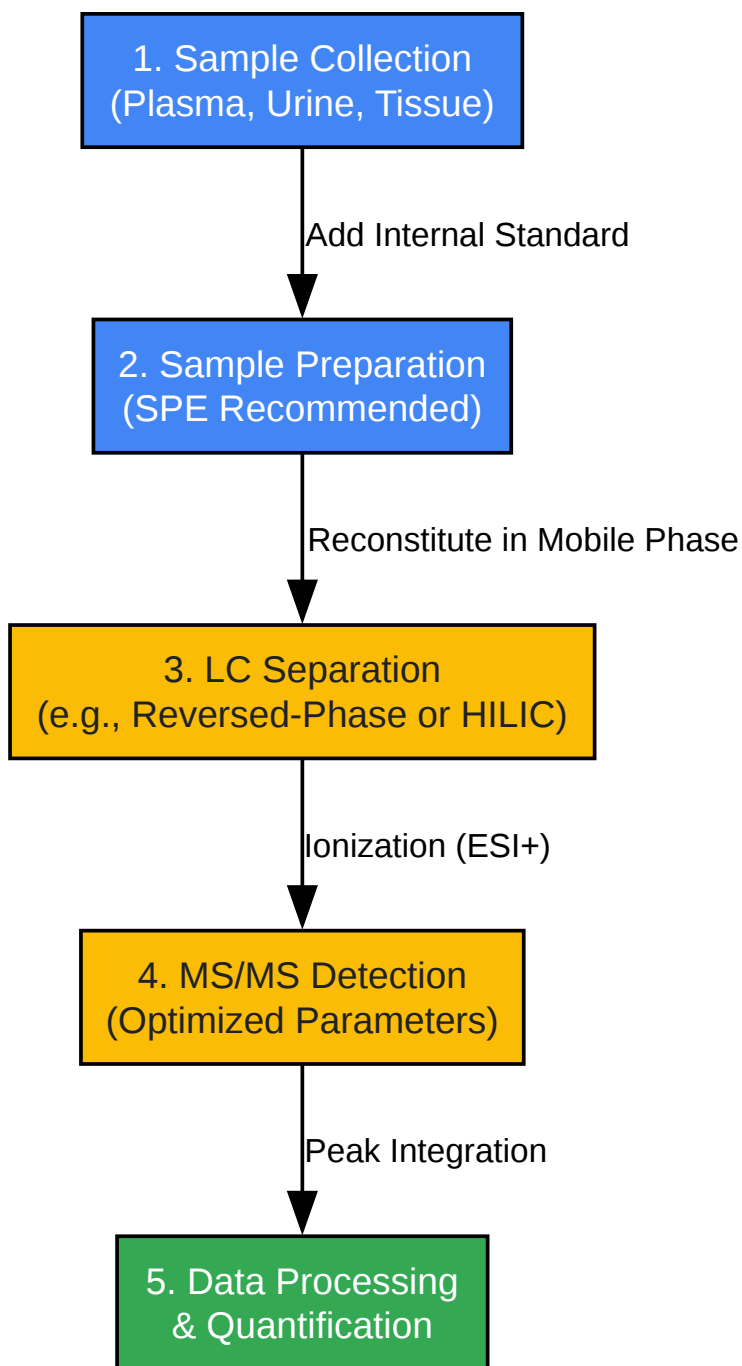 1. Sample Collection
(Plasma, Urine, Tissue)
Add Internal Standard
2. Sample Preparation
(SPE Recommended)
Reconstitute in Mobile Phase
3. LC Separation
(e.g., Reversed-Phase or HILIC)
Ionization (ESI+)
4. MS/MS Detection
(Optimized Parameters)
Peak Integration
5. Data Processing
& Quantification